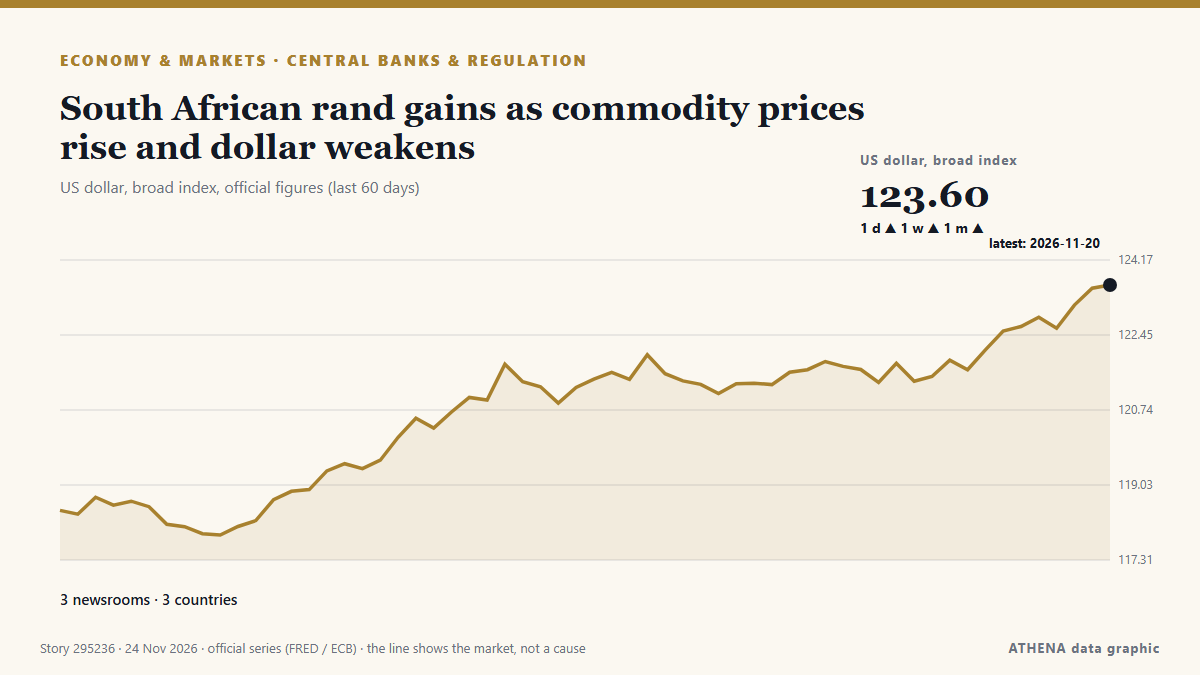 ECONOMY & MARKETS · CENTRAL BANKS & REGULATION
South African rand gains as commodity prices
rise and dollar weakens
US dollar, broad index, official figures (last 60 days)
US dollar, broad index
123.60
1 d ▲ 1 w ▲ 1 m ▲
latest: 2026-11-20
124.17
122.45
120.74
119.03
117.31
3 newsrooms · 3 countries
Story 295236 · 24 Nov 2026 · official series (FRED / ECB) · the line shows the market, not a cause
ATHENA data graphic